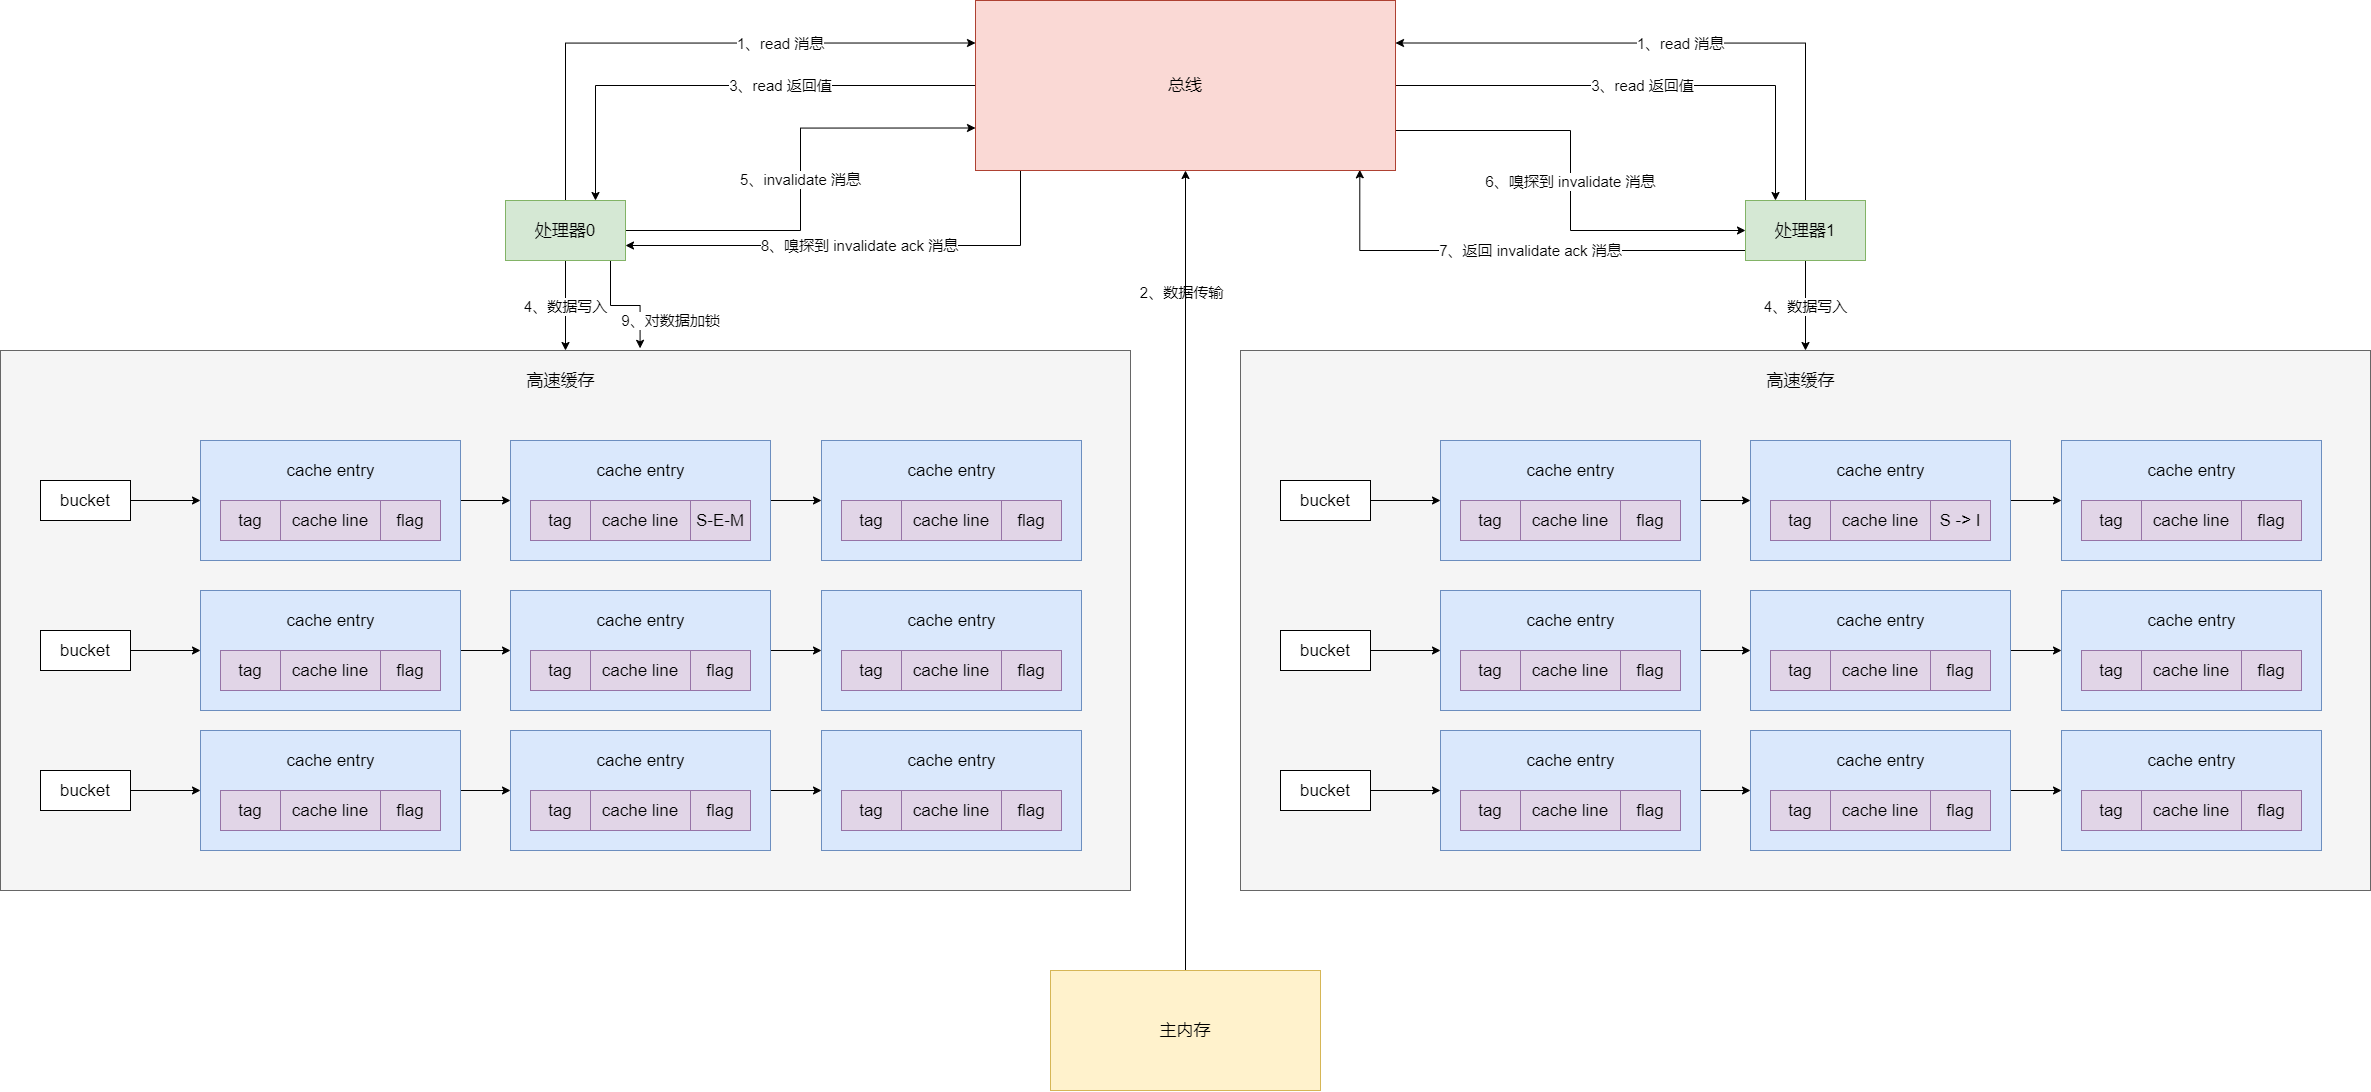 1、read 消息
1、read 消息
3、read 返回值
总线
3、read 返回值
5、invalidate 消息
6、嗅探到 invalidate 消息
处理器0
处理器1
8、嗅探到 invalidate ack 消息
7、返回 invalidate ack 消息
2、数据传输
4、数据写入
9、对数据加锁
4、数据写入
高速缓存
高速缓存
cache entry
cache entry
cache entry
bucket
tag
cache line
flag
tag
cache line
S-E-M
tag
cache line
flag
cache entry
cache entry
cache entry
bucket
tag
cache line
flag
tag
cache line
S -> I
tag
cache line
flag
cache entry
cache entry
cache entry
bucket
tag
cache line
flag
tag
cache line
flag
tag
cache line
flag
cache entry
cache entry
cache entry
bucket
tag
cache line
flag
tag
cache line
flag
tag
cache line
flag
cache entry
cache entry
cache entry
bucket
tag
cache line
flag
tag
cache line
flag
tag
cache line
flag
cache entry
cache entry
cache entry
bucket
tag
cache line
flag
tag
cache line
flag
tag
cache line
flag
主内存